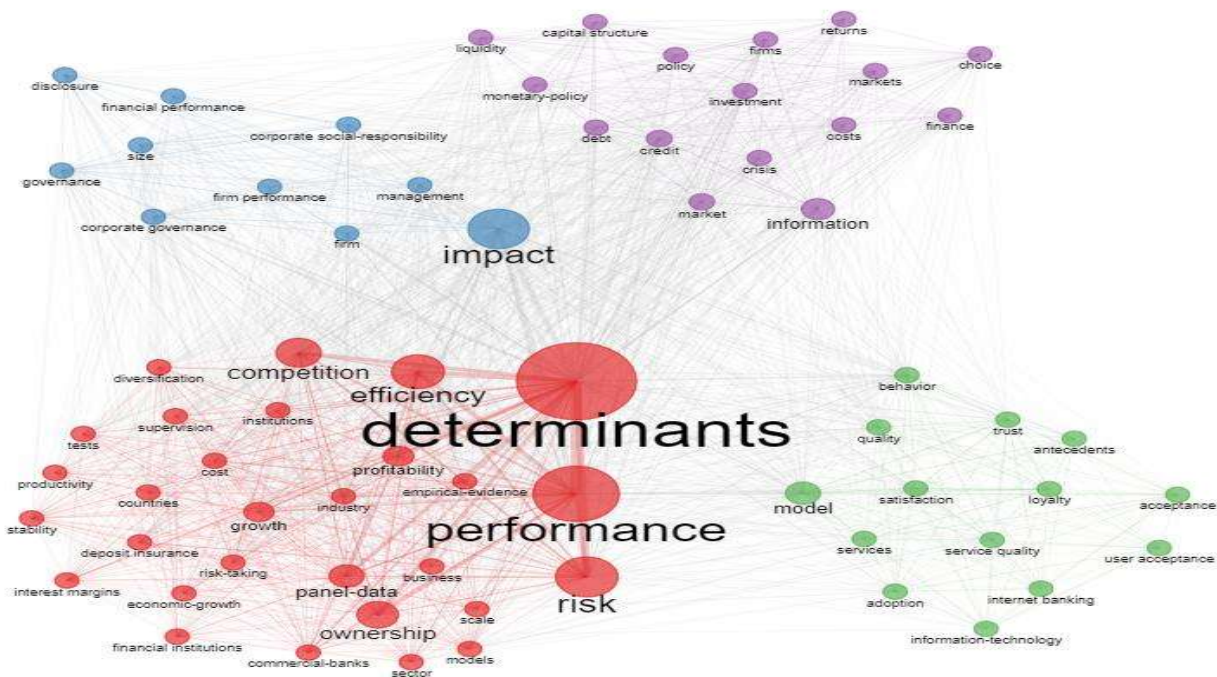 capital structure
returns
liquidity
firms
policy
choice
disclosure
markets
financial performance
monetary-policy
investment
finance
corporate social-responsibility
debt
costs
credit
size
crisis
governance
firm performance
management
market
information
corporate governance
firm
impact
diversification
competition
efficiency
behavior
supervision
institutions
determinants
trust
tests
quality
antecedents
cost
profitability
productivity
countries
empirical-evidence
satisfaction
loyalty
acceptance
stability
growth
industry
model
performance
deposit insurance
services
service quality
user acceptance
interest margins
risk-taking
panel-data
business
risk
economic-growth
adoption
internet banking
ownership
scale
financial institutions
commercial-banks
sector
models
information-technology